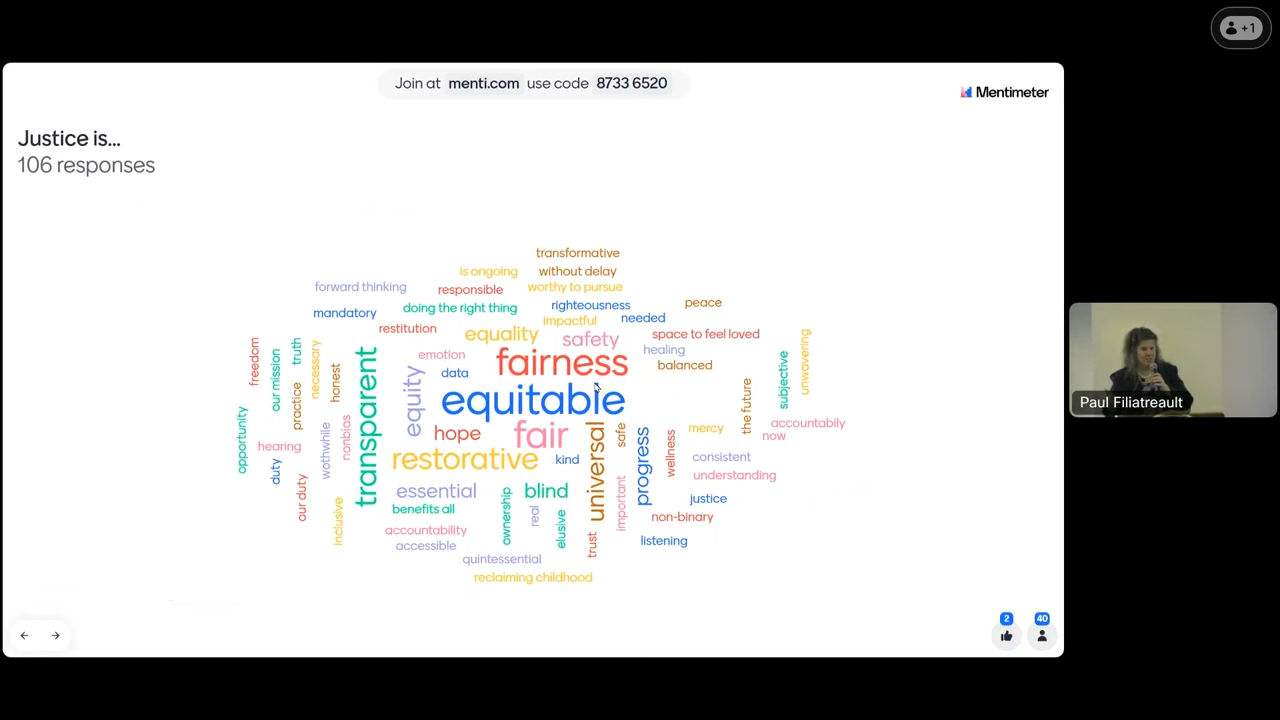 +1
Join at menti.com use code 8733 6520
Mentimeter
Justice is...
106 responses
transformative
is ongoing
without delay
forward thinking
responsible
worthy to pursue
mandatory
doing the right thing
righteousness
peace
restitution
equality
impactful
needed
safety
space to feel loved
freedom
our mission
truth
necessary
honest
practice
transparent
emotion
data
equity
fairness
healing
balanced
equitable
the future
subjective
unwavering
opportunity
hearing
duty
our duty
wothwhile
nonbias
inclusive
hope
fair
restorative
kind
universal
safe
progress
wellness
mercy
accountabily
now
consistent
understanding
essential
blind
benefits all
ownership
real
elusive
important
justice
non-binary
accountability
accessible
trust
listening
quintessential
reclaiming childhood
Paul Filiatreault
2
40